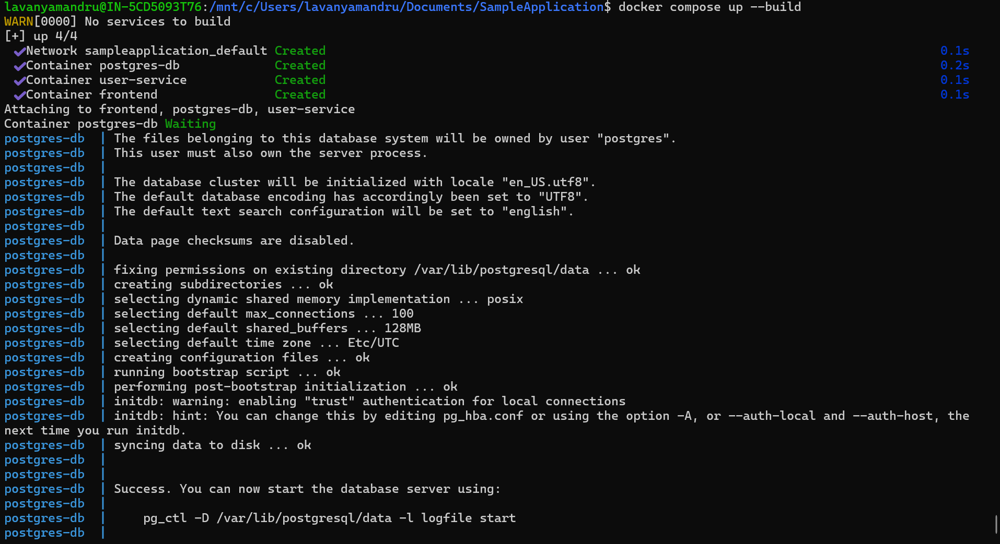 lavanyamandru@IN-5CD5093T76:/mnt/c/Users/lavanyamandru/Documents/SampleApplication$ docker compose up --build
WARN[0000] No services to build
[+] up 4/4
✔Network sampleapplication_default Created 0.1s
✔Container postgres-db Created 0.2s
✔Container user-service Created 0.1s
✔Container frontend Created 0.1s
Attaching to frontend, postgres-db, user-service
Container postgres-db Waiting
postgres-db | The files belonging to this database system will be owned by user "postgres".
postgres-db | This user must also own the server process.
postgres-db |
postgres-db | The database cluster will be initialized with locale "en_US.utf8".
postgres-db | The default database encoding has accordingly been set to "UTF8".
postgres-db | The default text search configuration will be set to "english".
postgres-db |
postgres-db | Data page checksums are disabled.
postgres-db |
postgres-db | fixing permissions on existing directory /var/lib/postgresql/data ... ok
postgres-db | creating subdirectories ... ok
postgres-db | selecting dynamic shared memory implementation ... posix
postgres-db | selecting default max_connections ... 100
postgres-db | selecting default shared_buffers ... 128MB
postgres-db | selecting default time zone ... Etc/UTC
postgres-db | creating configuration files ... ok
postgres-db | running bootstrap script ... ok
postgres-db | performing post-bootstrap initialization ... ok
postgres-db | initdb: warning: enabling "trust" authentication for local connections
postgres-db | initdb: hint: You can change this by editing pg_hba.conf or using the option -A, or --auth-local and --auth-host, the
next time you run initdb.
postgres-db | syncing data to disk ... ok
postgres-db |
postgres-db |
postgres-db | Success. You can now start the database server using:
postgres-db |
postgres-db |     pg_ctl -D /var/lib/postgresql/data -l logfile start
postgres-db |